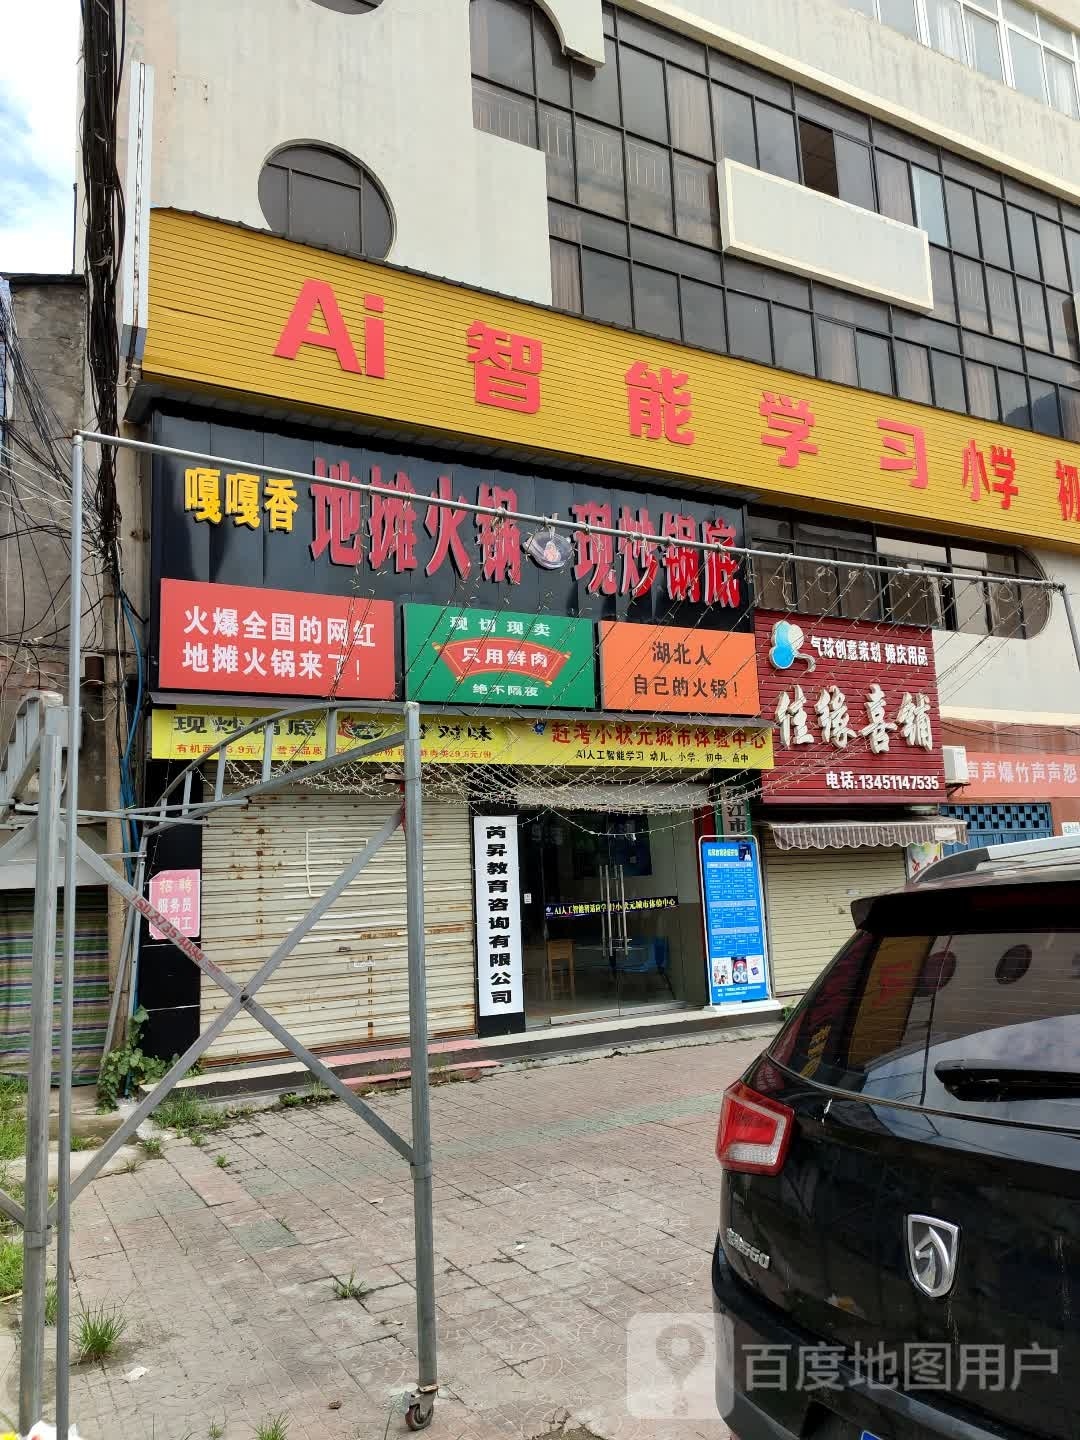 Ai 智能学习 小学 初
嘎嘎香 地摊火锅 现炒锅底
火爆全国的网红
地摊火锅来了！
现切现卖
只用鲜肉
绝不隔夜
湖北人
自己的火锅！
气球创意策划 婚庆用品
佳缘喜铺
电话：13451147535
现炒锅底
对味
赶考小状元城市体验中心
AI人工智能学习 幼儿、小学、初中、高中
声声爆竹声声怨
芮昇教育咨询有限公司
江市
招聘
服务员
工
百度地图用户